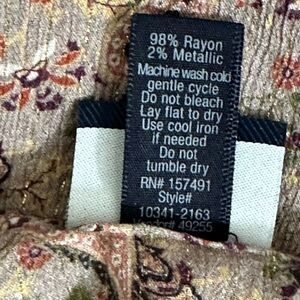 98% Rayon
2% Metallic
Machine wash cold
gentle cycle
Do not bleach
Lay flat to dry
Use cool iron
if needed
Do not
tumble dry
RN# 157491
Style#
10341-2163
49255